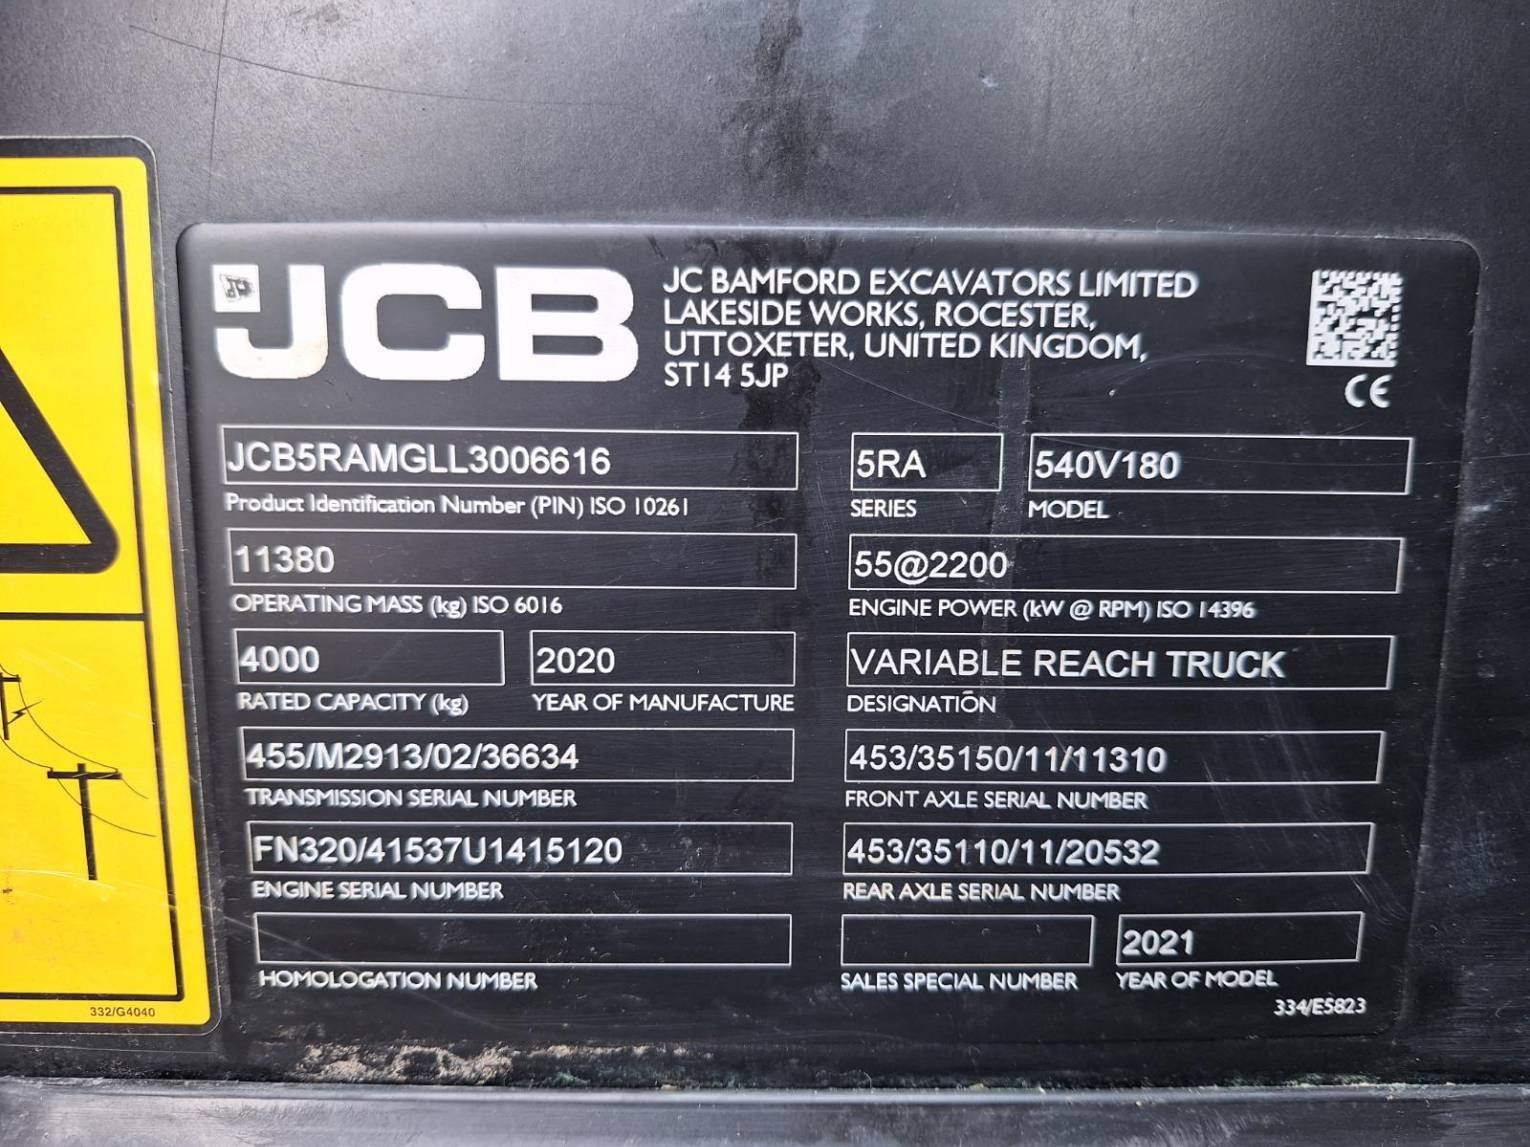 JCB
JC BAMFORD EXCAVATORS LIMITED
LAKESIDE WORKS, ROCESTER,
UTTOXETER, UNITED KINGDOM,
ST14 5JP
CE
JCB5RAMGLL3006616
Product Identification Number (PIN) ISO 10261
5RA
SERIES
540V180
MODEL
11380
OPERATING MASS (kg) ISO 6016
55@2200
ENGINE POWER (kW @ RPM) ISO 14396
4000
RATED CAPACITY (kg)
2020
YEAR OF MANUFACTURE
VARIABLE REACH TRUCK
DESIGNATION
455/M2913/02/36634
TRANSMISSION SERIAL NUMBER
453/35150/11/11310
FRONT AXLE SERIAL NUMBER
FN320/41537U1415120
ENGINE SERIAL NUMBER
453/35110/11/20532
REAR AXLE SERIAL NUMBER
HOMOLOGATION NUMBER
SALES SPECIAL NUMBER
2021
YEAR OF MODEL
334/E5823
332/G4040